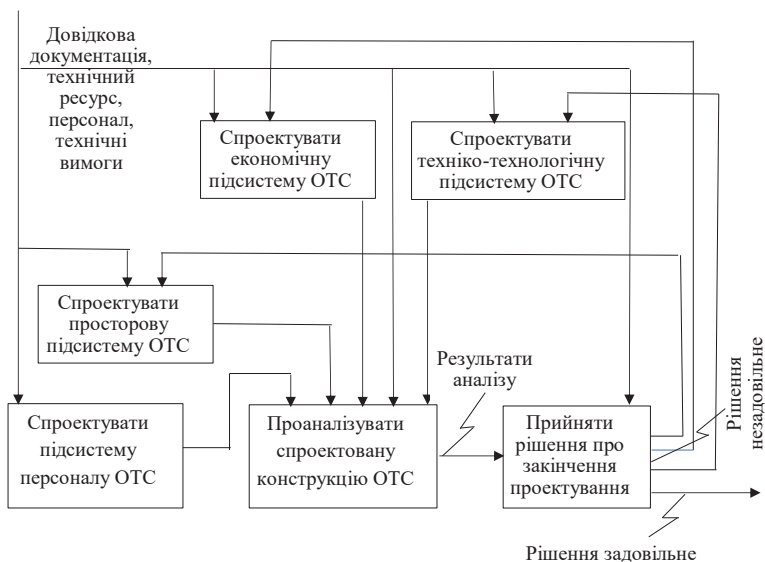 Довідкова
документація,
технічний
ресурс,
персонал,
технічні
вимоги
Спроектувати
економічну
підсистему ОТС
Спроектувати
техніко-технологічну
підсистему ОТС
Спроектувати
просторову
підсистему ОТС
Спроектувати
підсистему
персоналу ОТС
Проаналізувати
спроектовану
конструкцію ОТС
Результати
аналізу
Прийняти
рішення про
закінчення
проектування
Рішення
незадовільне
Рішення задовільне